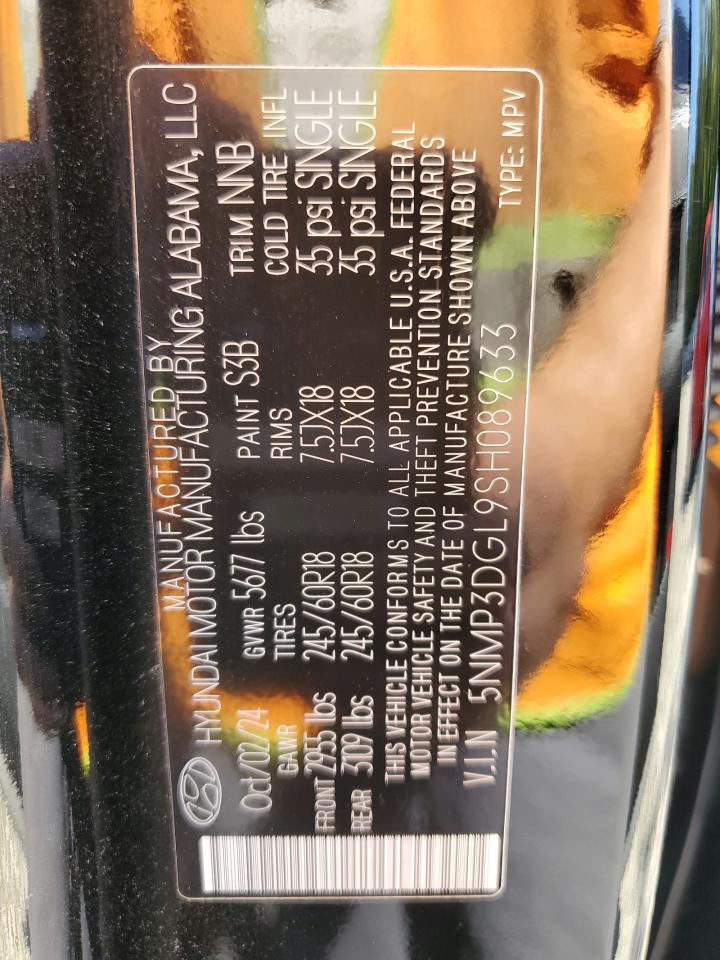 MANUFACTURED BY
HYUNDAI MOTOR MANUFACTURING ALABAMA, LLC
Oct/02/24 GVWR 5677 lbs PAINT S3B TRIM NNB
GAWR TIRES RIMS COLD TIRE INFL
FRONT 2955 lbs 245/60R18 7.5JX18 35 psi SINGLE
REAR 3109 lbs 245/60R18 7.5JX18 35 psi SINGLE
THIS VEHICLE CONFORMS TO ALL APPLICABLE U.S.A. FEDERAL
MOTOR VEHICLE SAFETY AND THEFT PREVENTION STANDARDS
IN EFFECT ON THE DATE OF MANUFACTURE SHOWN ABOVE
V.I.N 5NMP3DGL9SH089633 TYPE: MPV